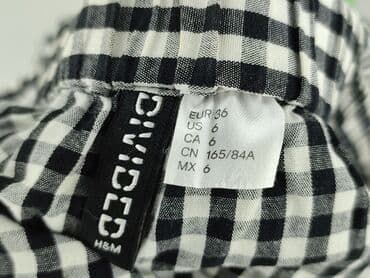 DIVIDED
H&M
EUR 36
US 6
CA 6
CN 165/84A
MX 6